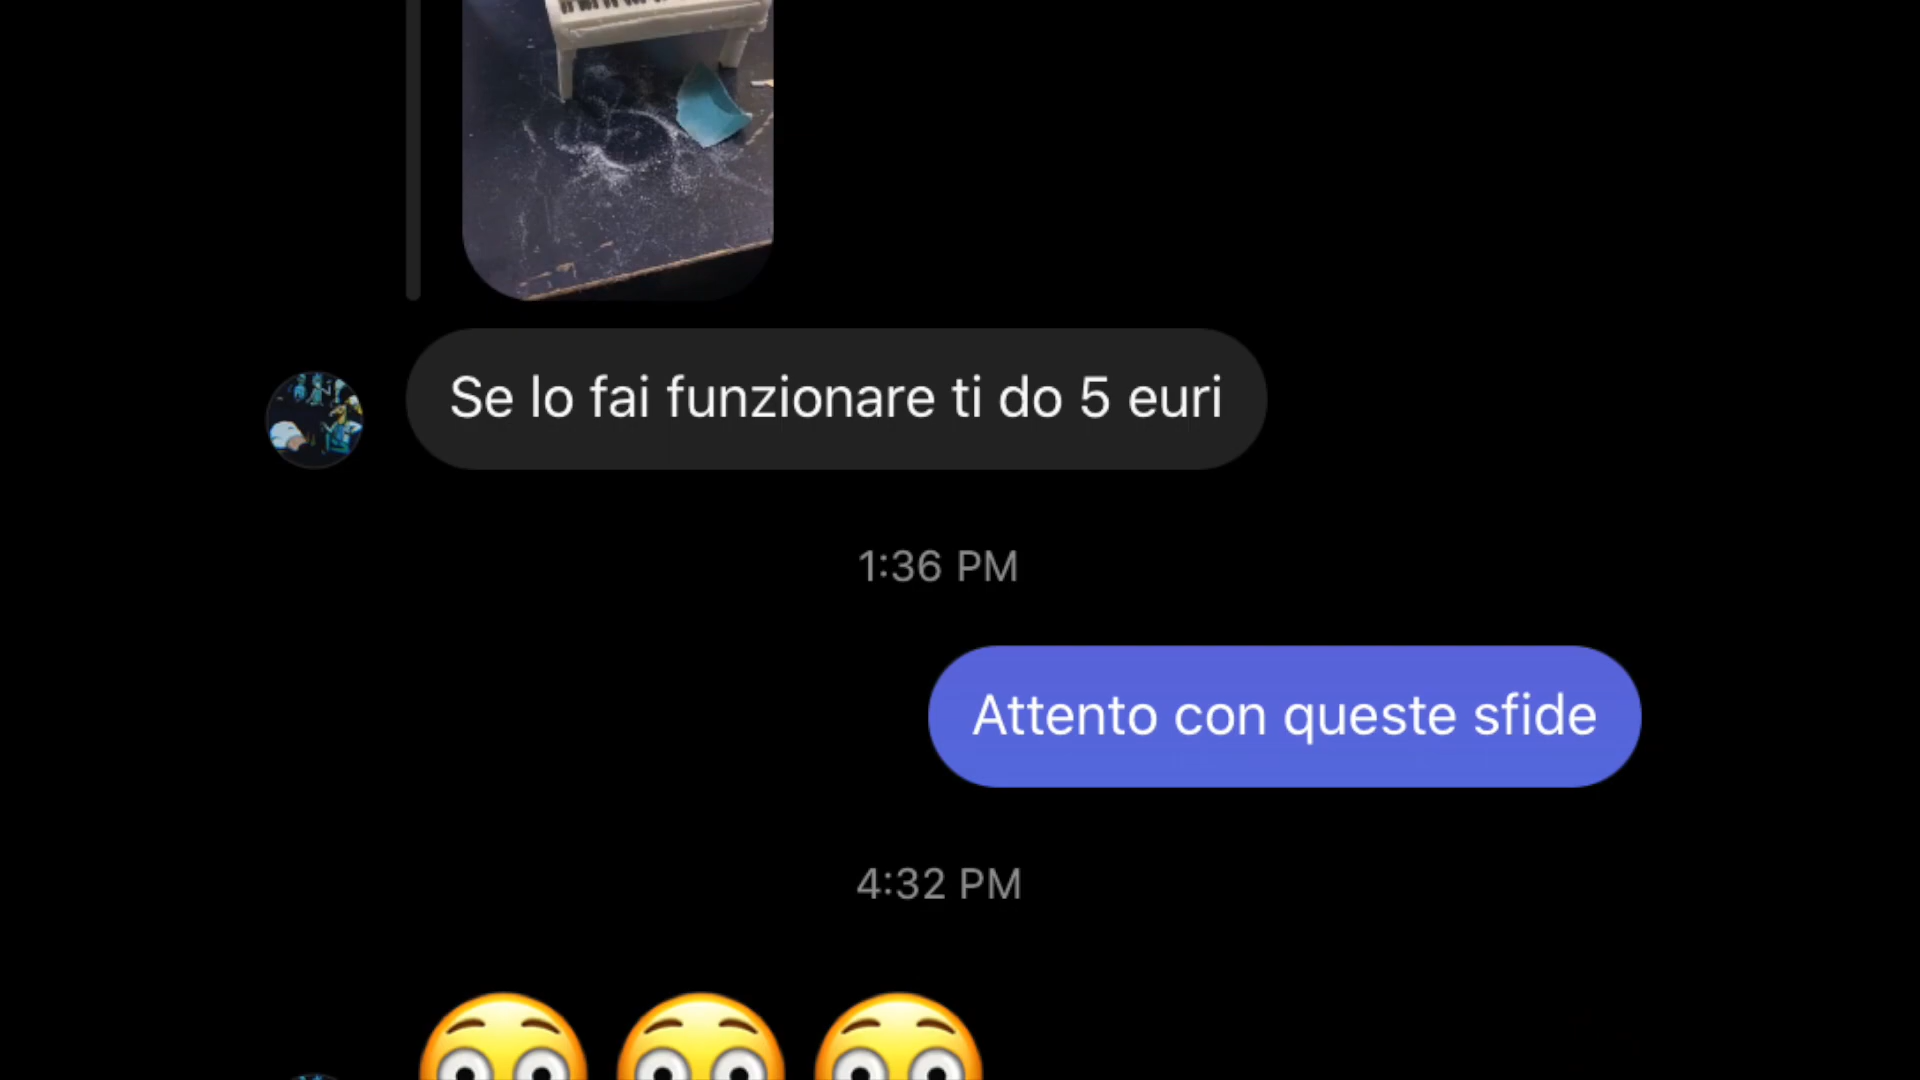 Se lo fai funzionare ti do 5 euri
1:36 PM
Attento con queste sfide
4:32 PM